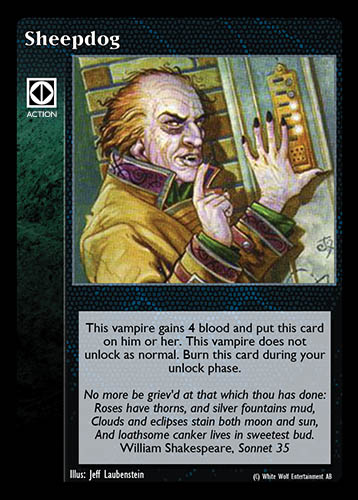 Sheepdog
ACTION
This vampire gains 4 blood and put this card
on him or her. This vampire does not
unlock as normal. Burn this card during your
unlock phase.
No more be griev'd at that which thou has done:
Roses have thorns, and silver fountains mud,
Clouds and eclipses stain both moon and sun,
And loathsome canker lives in sweetest bud.
William Shakespeare, Sonnet 35
Illus: Jeff Laubenstein
(C) White Wolf Entertainment AB